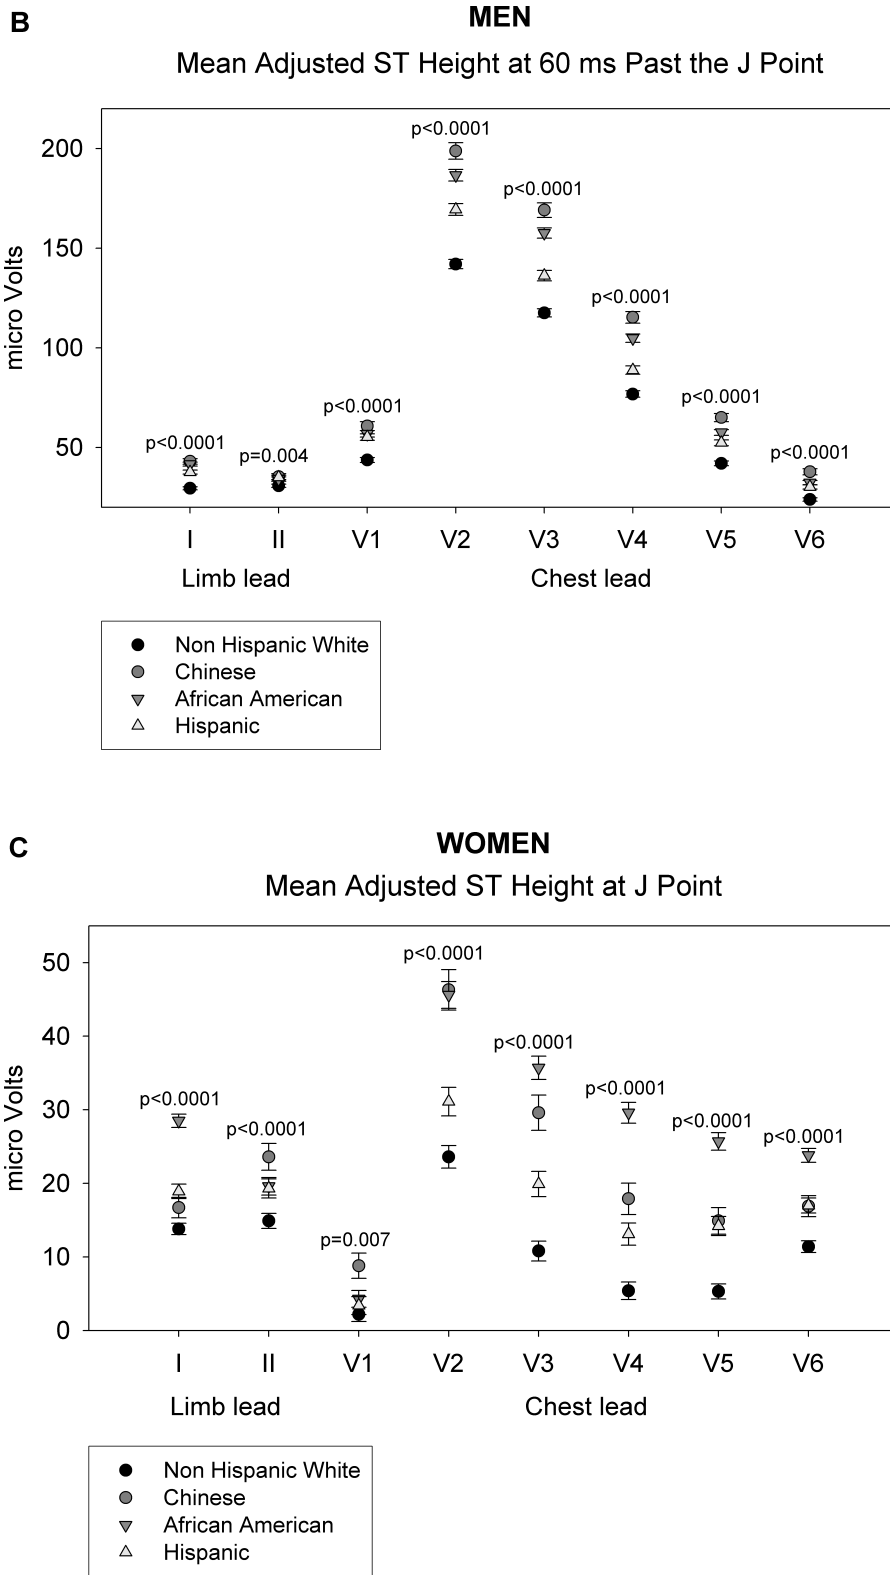 B
MEN
Mean Adjusted ST Height at 60 ms Past the J Point
micro Volts
200
150
100
50
p<0.0001
p=0.004
p<0.0001
p<0.0001
p<0.0001
p<0.0001
p<0.0001
p<0.0001
I II V1 V2 V3 V4 V5 V6
Limb lead Chest lead
Non Hispanic White
Chinese
African American
Hispanic
C
WOMEN
Mean Adjusted ST Height at J Point
micro Volts
50
40
30
20
10
0
p<0.0001
p<0.0001
p=0.007
p<0.0001
p<0.0001
p<0.0001
p<0.0001
p<0.0001
I II V1 V2 V3 V4 V5 V6
Limb lead Chest lead
Non Hispanic White
Chinese
African American
Hispanic